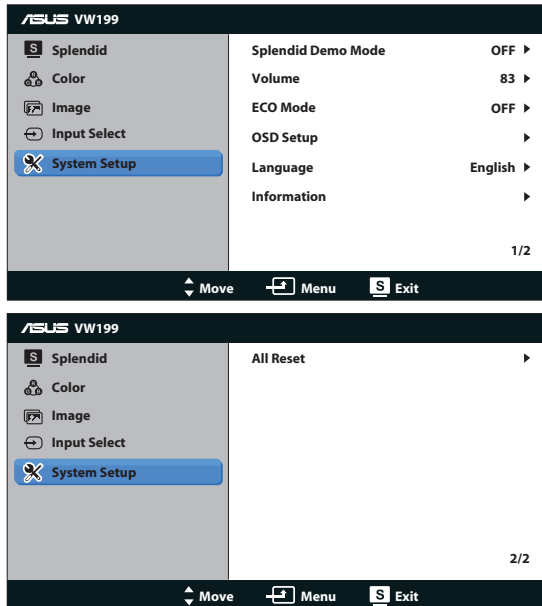 ASUS VW199
S Splendid
Splendid Demo Mode OFF
Color
Volume 83
Image
ECO Mode OFF
Input Select
OSD Setup
System Setup
Language English
Information
1/2
Move Menu S Exit
ASUS VW199
S Splendid
All Reset
Color
Image
Input Select
System Setup
2/2
Move Menu S Exit